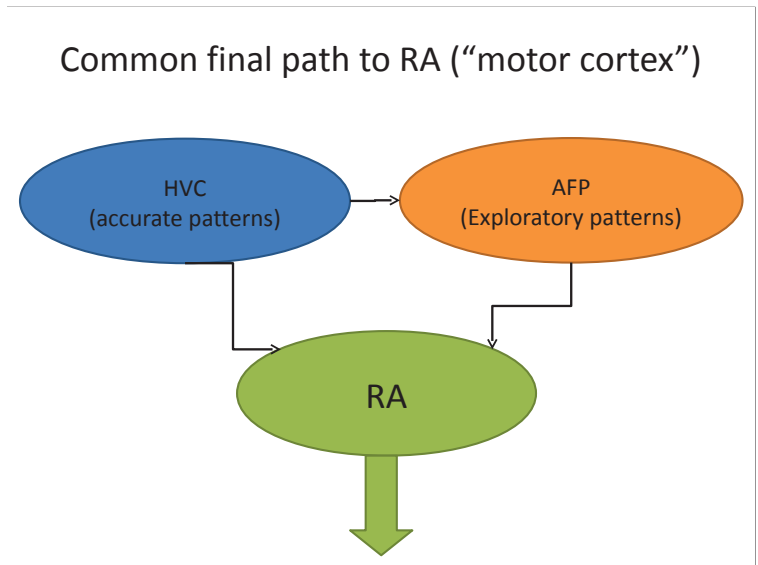 Common final path to RA (“motor cortex”)
HVC
(accurate patterns)
AFP
(Exploratory patterns)
RA